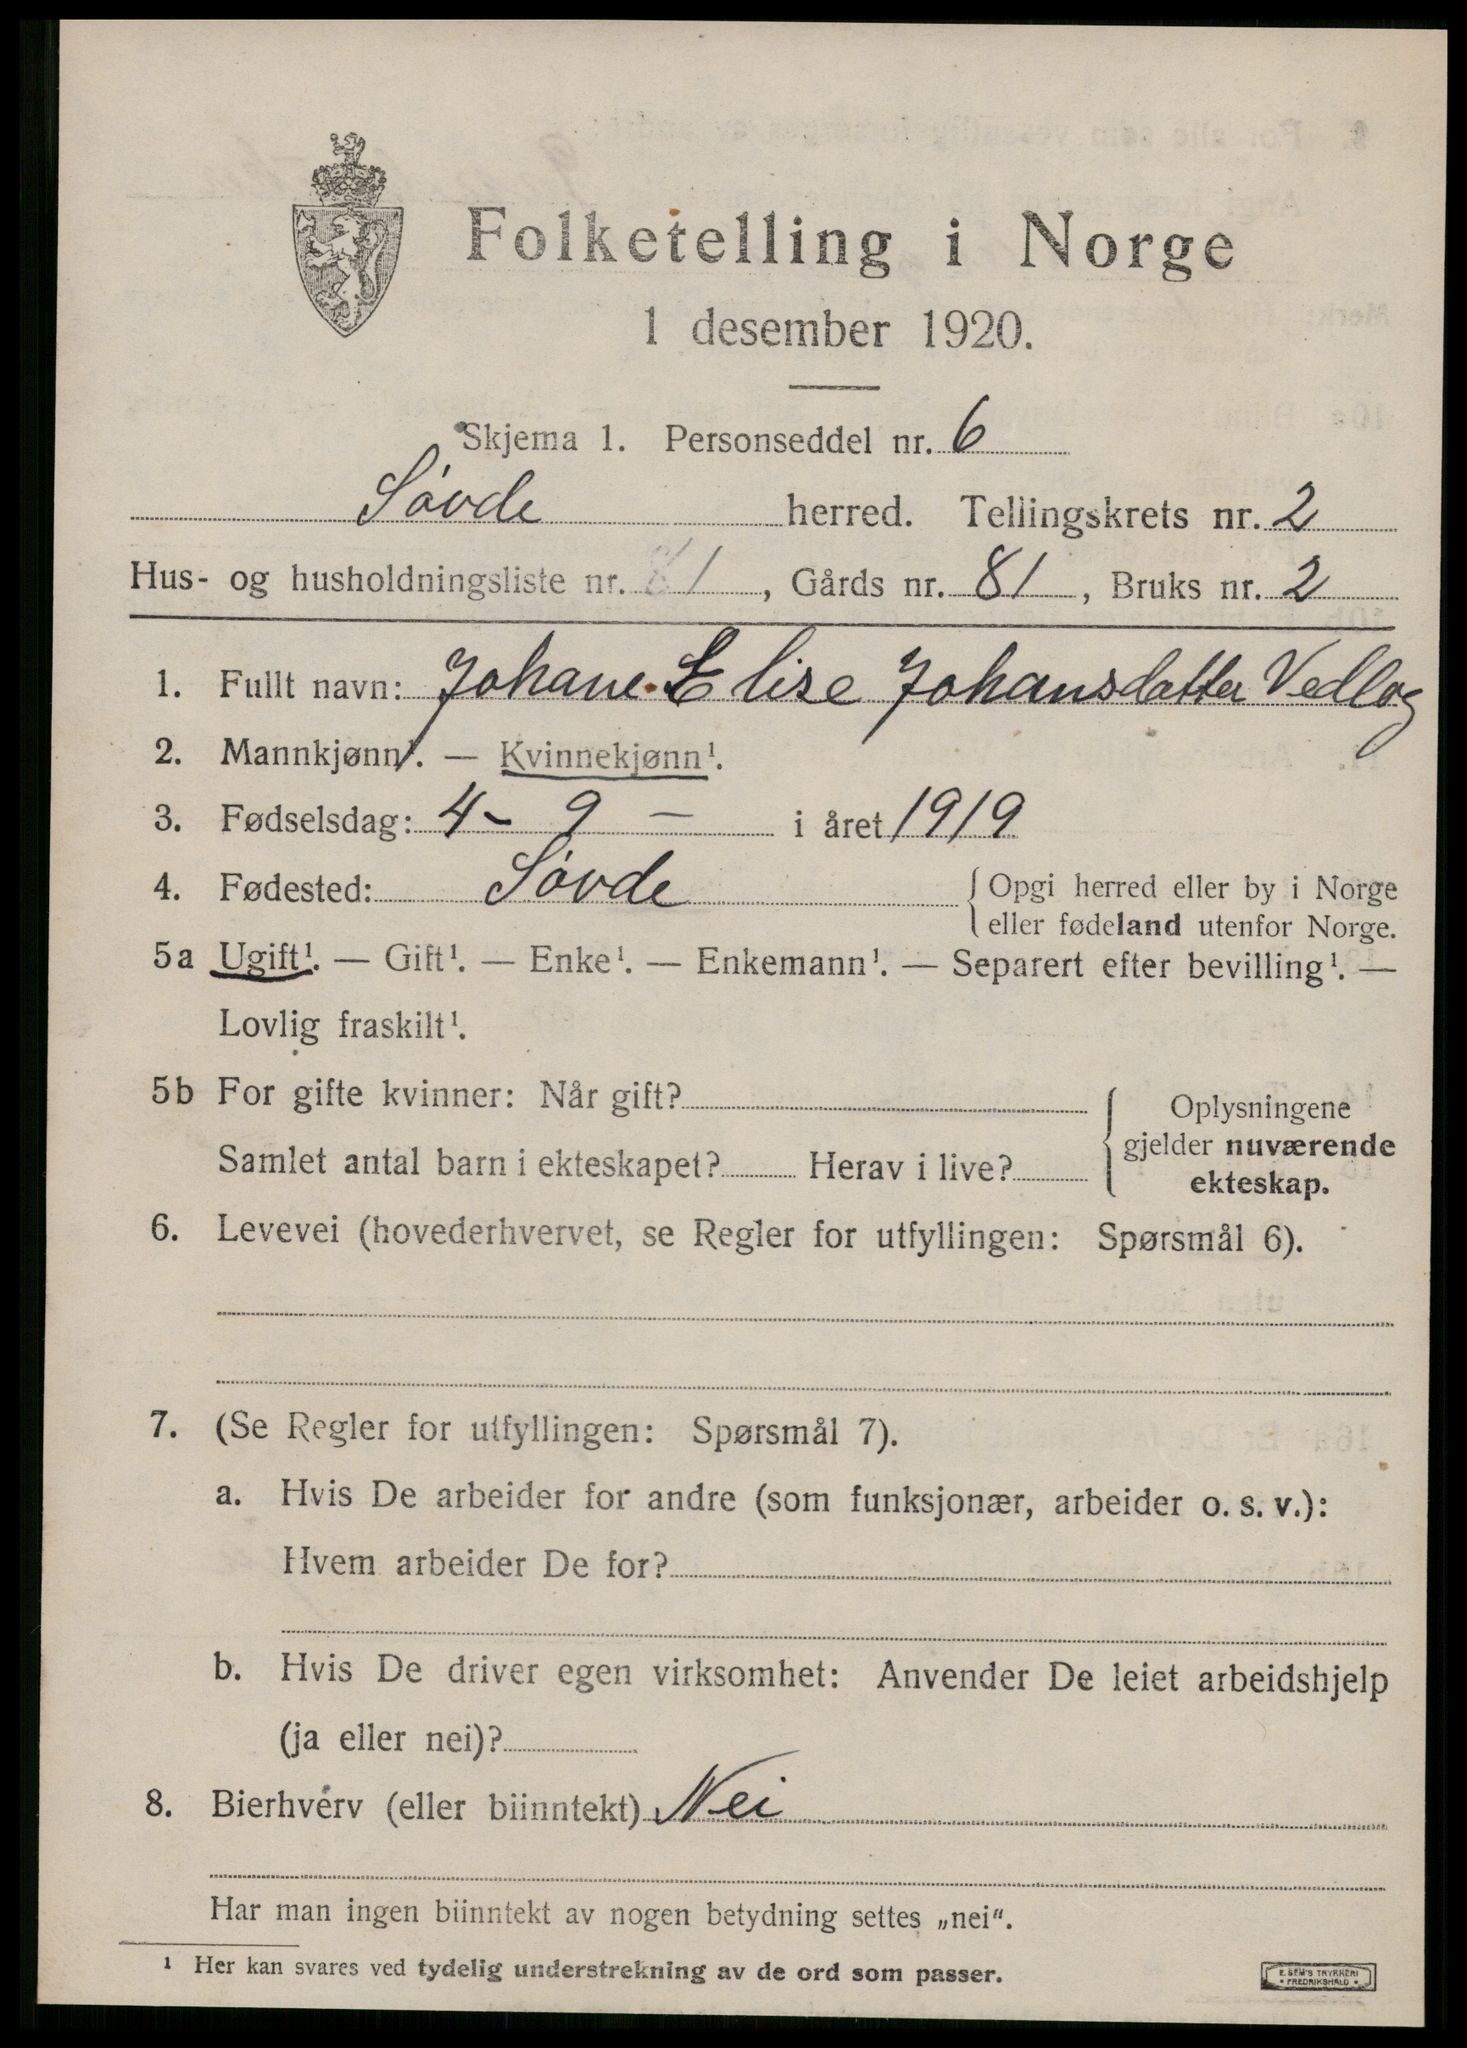 Folketelling i Norge
1 desember 1920.
Skjema 1. Personseddel nr. 6
Søvde herred. Tellingskrets nr. 2
Hus- og husholdningsliste nr. 81, Gårds nr. 81, Bruks nr. 2
1. Fullt navn: Johane Elise Johansdatter Vedlog
2. Mannkjønn¹. — Kvinnekjønn¹.
3. Fødselsdag: 4 - 9 — i året 1919
4. Fødested: Søvde { Opgi herred eller by i Norge
eller fødeland utenfor Norge.
5a Ugift¹. — Gift¹. — Enke¹. — Enkemann¹. — Separert efter bevilling¹. —
Lovlig fraskilt¹.
5b For gifte kvinner: Når gift?
Samlet antal barn i ekteskapet? Herav i live?
Oplysningene
gjelder nuværende
ekteskap.
6. Levevei (hovederhvervet, se Regler for utfyllingen: Spørsmål 6).
7. (Se Regler for utfyllingen: Spørsmål 7).
a. Hvis De arbeider for andre (som funksjonær, arbeider o. s. v.):
Hvem arbeider De for?
b. Hvis De driver egen virksomhet: Anvender De leiet arbeidshjelp
(ja eller nei)?
8. Bierhverv (eller biinntekt) Nei
Har man ingen biinntekt av nogen betydning settes „nei“.
¹ Her kan svares ved tydelig understrekning av de ord som passer.
E. SEM'S TRYKKERI
• FREDRIKSHALD •